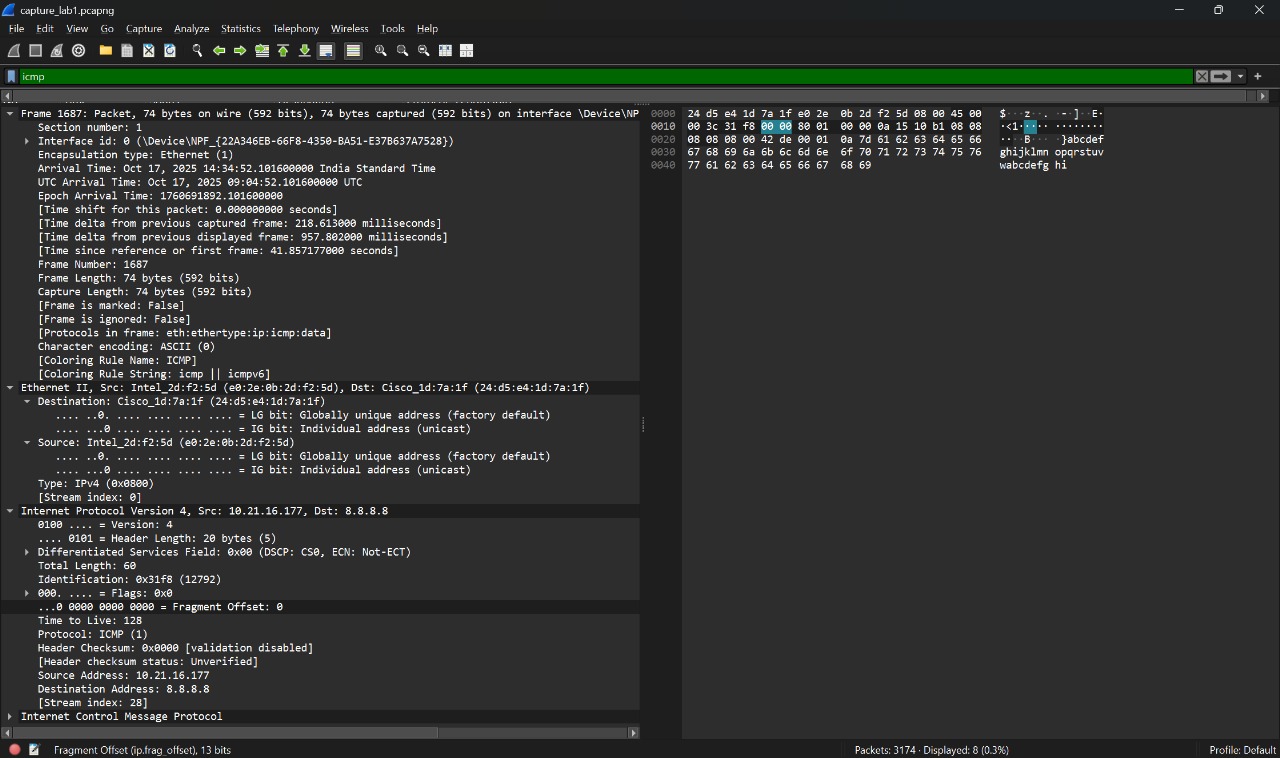 capture_lab1.pcapng
File Edit View Go Capture Analyze Statistics Telephony Wireless Tools Help
icmp
Frame 1687: Packet, 74 bytes on wire (592 bits), 74 bytes captured (592 bits) on interface \Device\NPF
Section number: 1
Interface id: 0 (\Device\NPF_{22A346EB-66F8-4350-BA51-E37B637A7528})
Encapsulation type: Ethernet (1)
Arrival Time: Oct 17, 2025 14:34:52.101600000 India Standard Time
UTC Arrival Time: Oct 17, 2025 09:04:52.101600000 UTC
Epoch Arrival Time: 1760691892.101600000
[Time shift for this packet: 0.000000000 seconds]
[Time delta from previous captured frame: 218.613000 milliseconds]
[Time delta from previous displayed frame: 957.802000 milliseconds]
[Time since reference or first frame: 41.857177000 seconds]
Frame Number: 1687
Frame Length: 74 bytes (592 bits)
Capture Length: 74 bytes (592 bits)
[Frame is marked: False]
[Frame is ignored: False]
[Protocols in frame: eth:ethertype:ip:icmp:data]
Character encoding: ASCII (0)
[Coloring Rule Name: ICMP]
[Coloring Rule String: icmp || icmpv6]
Ethernet II, Src: Intel_2d:f2:5d (e0:2e:0b:2d:f2:5d), Dst: Cisco_1d:7a:1f (24:d5:e4:1d:7a:1f)
Destination: Cisco_1d:7a:1f (24:d5:e4:1d:7a:1f)
.... ..0. .... .... .... .... = LG bit: Globally unique address (factory default)
.... ...0 .... .... .... .... = IG bit: Individual address (unicast)
Source: Intel_2d:f2:5d (e0:2e:0b:2d:f2:5d)
.... ..0. .... .... .... .... = LG bit: Globally unique address (factory default)
.... ...0 .... .... .... .... = IG bit: Individual address (unicast)
Type: IPv4 (0x0800)
[Stream index: 0]
Internet Protocol Version 4, Src: 10.21.16.177, Dst: 8.8.8.8
0100 .... = Version: 4
.... 0101 = Header Length: 20 bytes (5)
Differentiated Services Field: 0x00 (DSCP: CS0, ECN: Not-ECT)
Total Length: 60
Identification: 0x31f8 (12792)
000. .... = Flags: 0x0
...0 0000 0000 0000 = Fragment Offset: 0
Time to Live: 128
Protocol: ICMP (1)
Header Checksum: 0x0000 [validation disabled]
[Header checksum status: Unverified]
Source Address: 10.21.16.177
Destination Address: 8.8.8.8
[Stream index: 28]
Internet Control Message Protocol
0000 24 d5 e4 1d 7a 1f e0 2e 0b 2d f2 5d 08 00 45 00 $···z··. ·-·]··E·
0010 00 3c 31 f8 00 00 80 01 00 00 0a 15 10 b1 08 08 ·<1····· ········
0020 08 08 08 00 42 de 00 01 0a 7d 61 62 63 64 65 66 ····B··· ·}abcdef
0030 67 68 69 6a 6b 6c 6d 6e 6f 70 71 72 73 74 75 76 ghijklmn opqrstuv
0040 77 61 62 63 64 65 66 67 68 69 wabcdefg hi
Fragment Offset (ip.frag_offset), 13 bits
Packets: 3174 · Displayed: 8 (0.3%)
Profile: Default